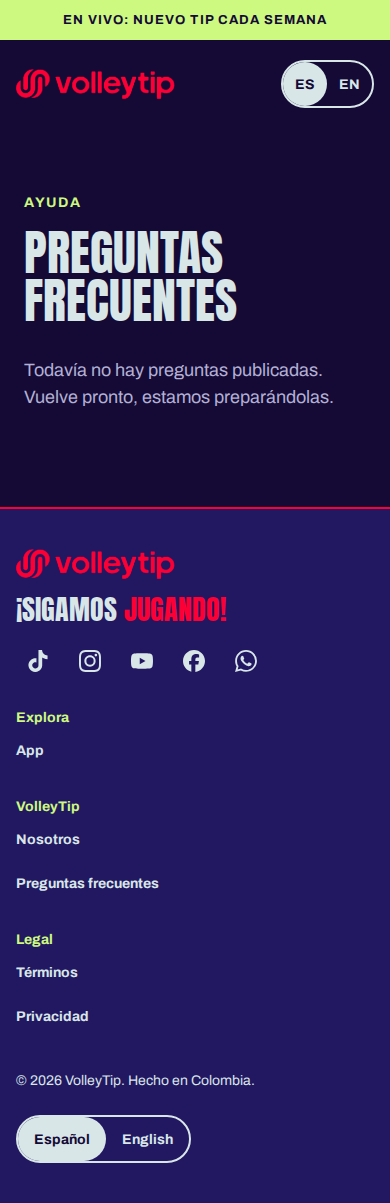 EN VIVO: NUEVO TIP CADA SEMANA
volleytip
ES EN
AYUDA
PREGUNTAS
FRECUENTES
Todavía no hay preguntas publicadas.
Vuelve pronto, estamos preparándolas.
volleytip
¡SIGAMOS JUGANDO!
Explora
App
VolleyTip
Nosotros
Preguntas frecuentes
Legal
Términos
Privacidad
© 2026 VolleyTip. Hecho en Colombia.
Español English